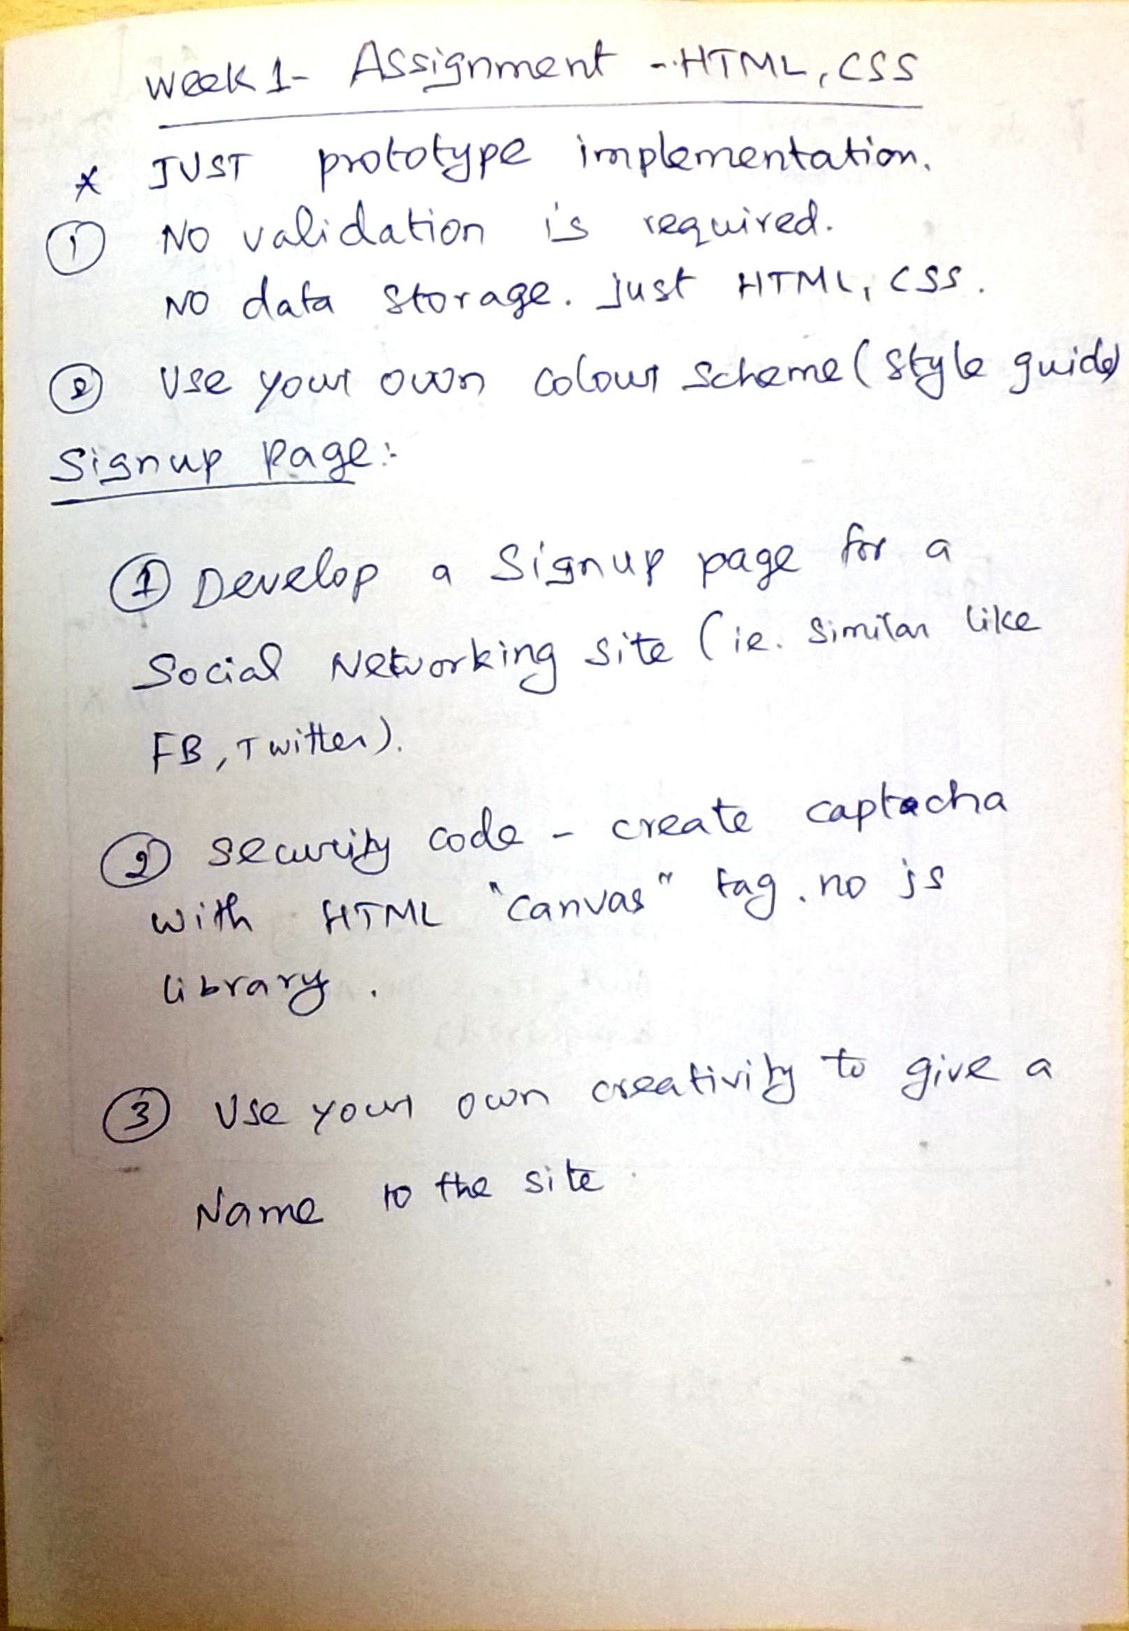 Week 1- Assignment - HTML, CSS
* JUST prototype implementation.
① NO validation is required.
NO data storage. Just HTML, CSS.
② Use your own colour scheme (style guide)
Signup Page:-
① Develop a Signup page for a
Social Networking site (ie. Similar like
FB, Twitter).
② Security code - create captacha
with HTML "canvas" tag. no js
library.
③ Use your own creativity to give a
Name to the site.